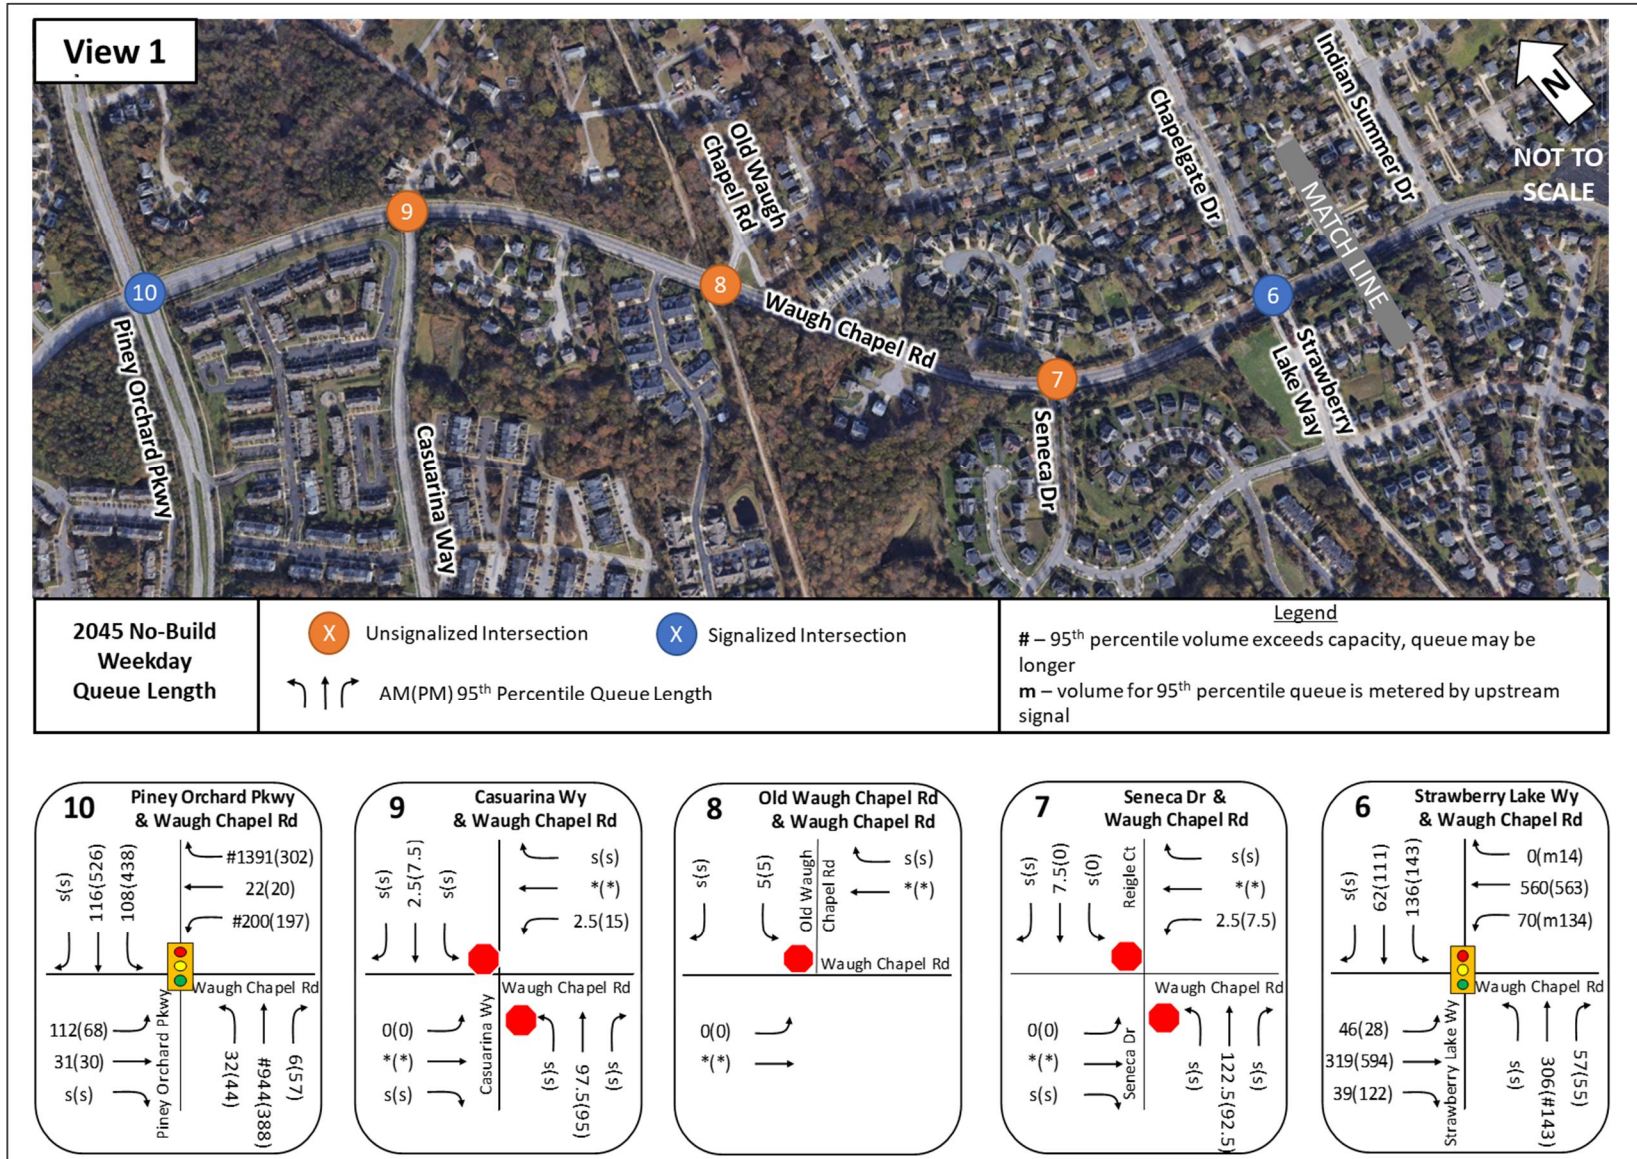 View 1
N
NOT TO
SCALE
Indian Summer Dr
Chapelgate Dr
MATCH LINE
Old Waugh
Chapel Rd
9
8
10
6
7
Waugh Chapel Rd
Strawberry
Lake Way
Piney Orchard Pkwy
Casuarina Way
Seneca Dr
2045 No-Build
Weekday
Queue Length
X Unsignalized Intersection
X Signalized Intersection
AM(PM) 95th Percentile Queue Length
Legend
# – 95th percentile volume exceeds capacity, queue may be
longer
m – volume for 95th percentile queue is metered by upstream
signal
10
Piney Orchard Pkwy
& Waugh Chapel Rd
s(s)
116(526)
108(438)
#1391(302)
22(20)
#200(197)
Waugh Chapel Rd
Piney Orchard Pkwy
112(68)
31(30)
s(s)
32(44)
#944(388)
6(57)
9
Casuarina Wy
& Waugh Chapel Rd
s(s)
2.5(7.5)
s(s)
s(s)
*(*)
2.5(15)
Waugh Chapel Rd
Casuarina Wy
0(0)
*(*)
s(s)
s(s)
97.5(95)
s(s)
8
Old Waugh Chapel Rd
& Waugh Chapel Rd
s(s)
5(5)
Old Waugh
Chapel Rd
s(s)
*(*)
Waugh Chapel Rd
0(0)
*(*)
7
Seneca Dr &
Waugh Chapel Rd
s(s)
7.5(0)
s(0)
Reigle Ct
s(s)
*(*)
2.5(7.5)
Waugh Chapel Rd
Seneca Dr
0(0)
*(*)
s(s)
s(s)
122.5(92.5)
s(s)
6
Strawberry Lake Wy
& Waugh Chapel Rd
s(s)
62(111)
136(143)
0(m14)
560(563)
70(m134)
Waugh Chapel Rd
Strawberry Lake Wy
46(28)
319(594)
39(122)
s(s)
306(#143)
57(55)